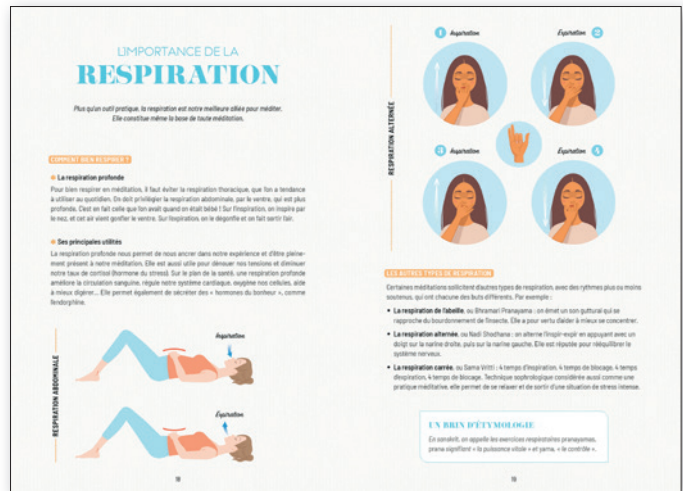 L'IMPORTANCE DE LA
RESPIRATION
Plus qu'un outil pratique, la respiration est notre meilleure alliée pour méditer.
Elle constitue même la base de toute méditation.
COMMENT BIEN RESPIRER ?
La respiration profonde
Pour bien respirer en méditation, il faut éviter la respiration thoracique, que l'on a tendance
à utiliser au quotidien. On doit privilégier la respiration abdominale, par le ventre, qui est plus
profonde. C'est en fait celle que l'on avait quand on était bébé ! Sur l'inspiration, on inspire par
le nez, et cet air vient gonfler le ventre. Sur l'expiration, on le dégonfle et on fait sortir l'air.
Ses principales utilités
La respiration profonde nous permet de nous ancrer dans notre expérience et d'être pleine-
ment présent à notre méditation. Elle est aussi utile pour dénouer nos tensions et diminuer
notre taux de cortisol (hormone du stress). Sur le plan de la santé, une respiration profonde
améliore la circulation sanguine, régule notre système cardiaque, oxygène nos cellules, aide
à mieux digérer... Elle permet également de sécréter des « hormones du bonheur », comme
l'endorphine.
RESPIRATION ABDOMINALE
Inspiration
Expiration
18
RESPIRATION ALTERNÉE
1 Inspiration
Expiration 2
3 Inspiration
Expiration 4
LES AUTRES TYPES DE RESPIRATION
Certaines méditations sollicitent d'autres types de respiration, avec des rythmes plus ou moins
soutenus, qui ont chacune des buts différents. Par exemple :
• La respiration de l'abeille, ou Bhramari Pranayama : on émet un son guttural qui se
rapproche du bourdonnement de l'insecte. Elle a pour vertu d'aider à mieux se concentrer.
• La respiration alternée, ou Nadi Shodhana : on alterne l'inspir-expir en appuyant avec un
doigt sur la narine droite, puis sur la narine gauche. Elle est réputée pour rééquilibrer le
système nerveux.
• La respiration carrée, ou Sama Vritti : 4 temps d'inspiration, 4 temps de blocage, 4 temps
d'expiration, 4 temps de blocage. Technique sophrologique considérée aussi comme une
pratique méditative, elle permet de se relaxer et de sortir d'une situation de stress intense.
UN BRIN D'ÉTYMOLOGIE
En sanskrit, on appelle les exercices respiratoires pranayamas,
prana signifiant « la puissance vitale » et yama, « le contrôle ».
19